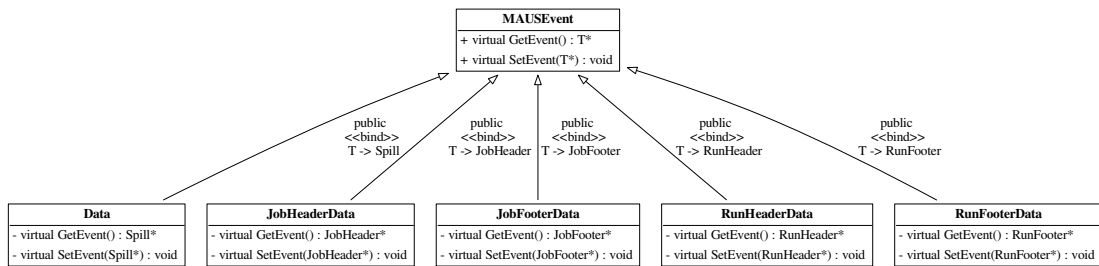 MAUSEvent
+ virtual GetEvent() : T*
+ virtual SetEvent(T*) : void
public
<<bind>>
T -> Spill
public
<<bind>>
T -> JobHeader
public
<<bind>>
T -> JobFooter
public
<<bind>>
T -> RunHeader
public
<<bind>>
T -> RunFooter
Data
- virtual GetEvent() : Spill*
- virtual SetEvent(Spill*) : void
JobHeaderData
- virtual GetEvent() : JobHeader*
- virtual SetEvent(JobHeader*) : void
JobFooterData
- virtual GetEvent() : JobFooter*
- virtual SetEvent(JobFooter*) : void
RunHeaderData
- virtual GetEvent() : RunHeader*
- virtual SetEvent(RunHeader*) : void
RunFooterData
- virtual GetEvent() : RunFooter*
- virtual SetEvent(RunFooter*) : void